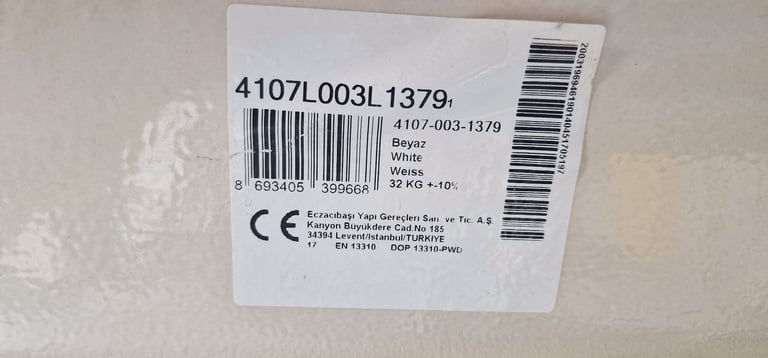 4107L003L1379₁
4107-003-1379
Beyaz
White
Weiss
32 KG +-10%
8 693405 399668
CE
Eczacıbaşı Yapı Gereçleri San. ve Tic. A.Ş.
Kanyon Büyükdere Cad.No 185
34394 Levent/Istanbul/TURKIYE
17 EN 13310 DOP 13310-PWD